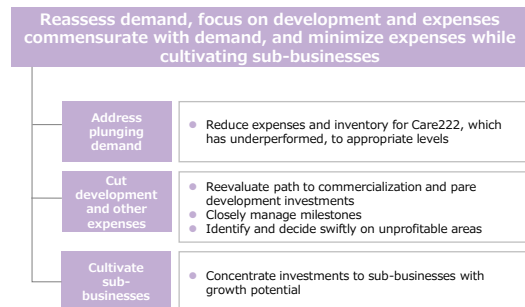 Reassess demand, focus on development and expenses
commensurate with demand, and minimize expenses while
cultivating sub-businesses
Address
plunging
demand
● Reduce expenses and inventory for Care222, which
has underperformed, to appropriate levels
Cut
development
and other
expenses
● Reevaluate path to commercialization and pare
development investments
● Closely manage milestones
● Identify and decide swiftly on unprofitable areas
Cultivate
sub-
businesses
● Concentrate investments to sub-businesses with
growth potential